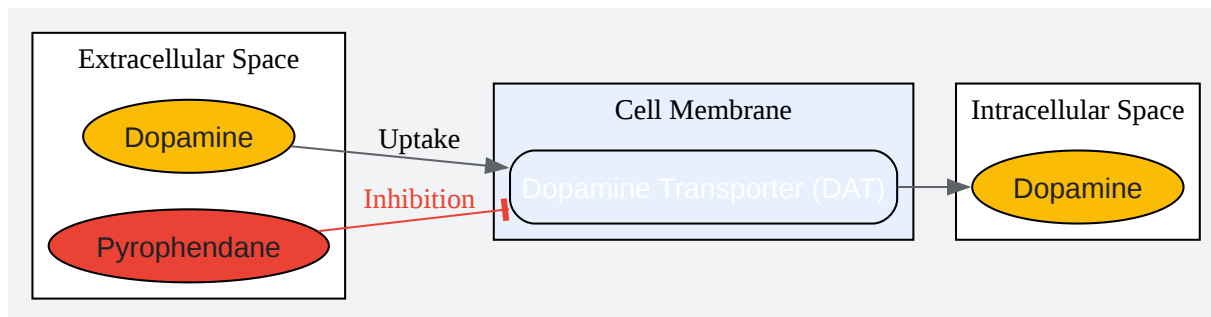 Extracellular Space
Dopamine
Pyrophendane
Uptake
Inhibition
Cell Membrane
Dopamine Transporter (DAT)
Intracellular Space
Dopamine